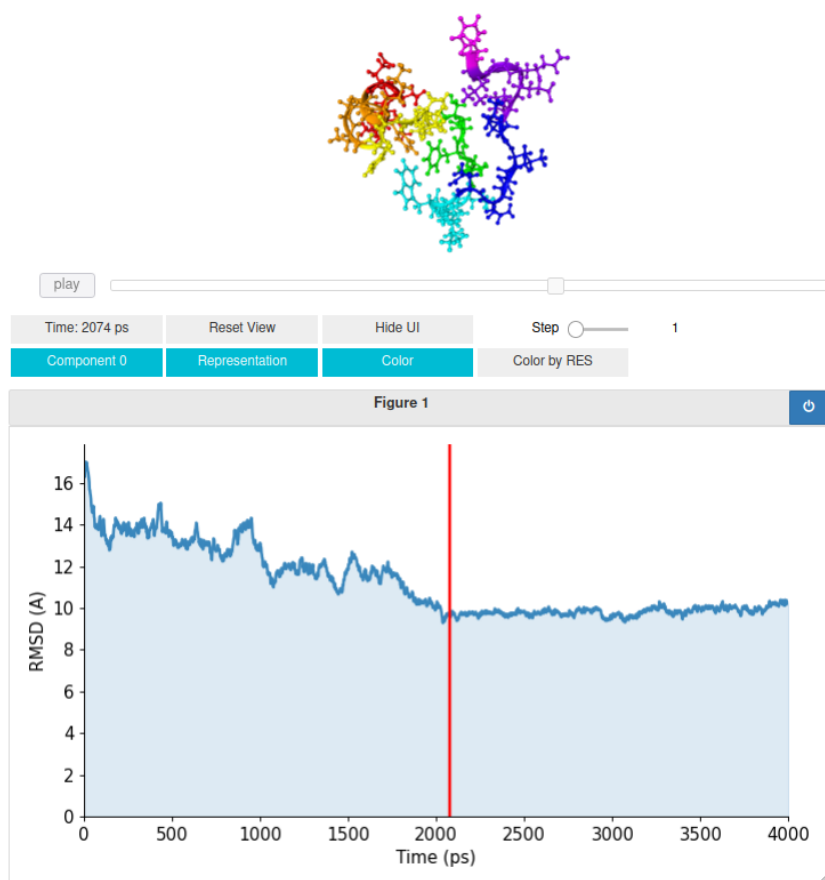 play
Time: 2074 ps Reset View Hide UI Step 1
Component 0 Representation Color Color by RES
Figure 1
16
14
12
10
8
6
4
2
0
RMSD (A)
0 500 1000 1500 2000 2500 3000 3500 4000
Time (ps)